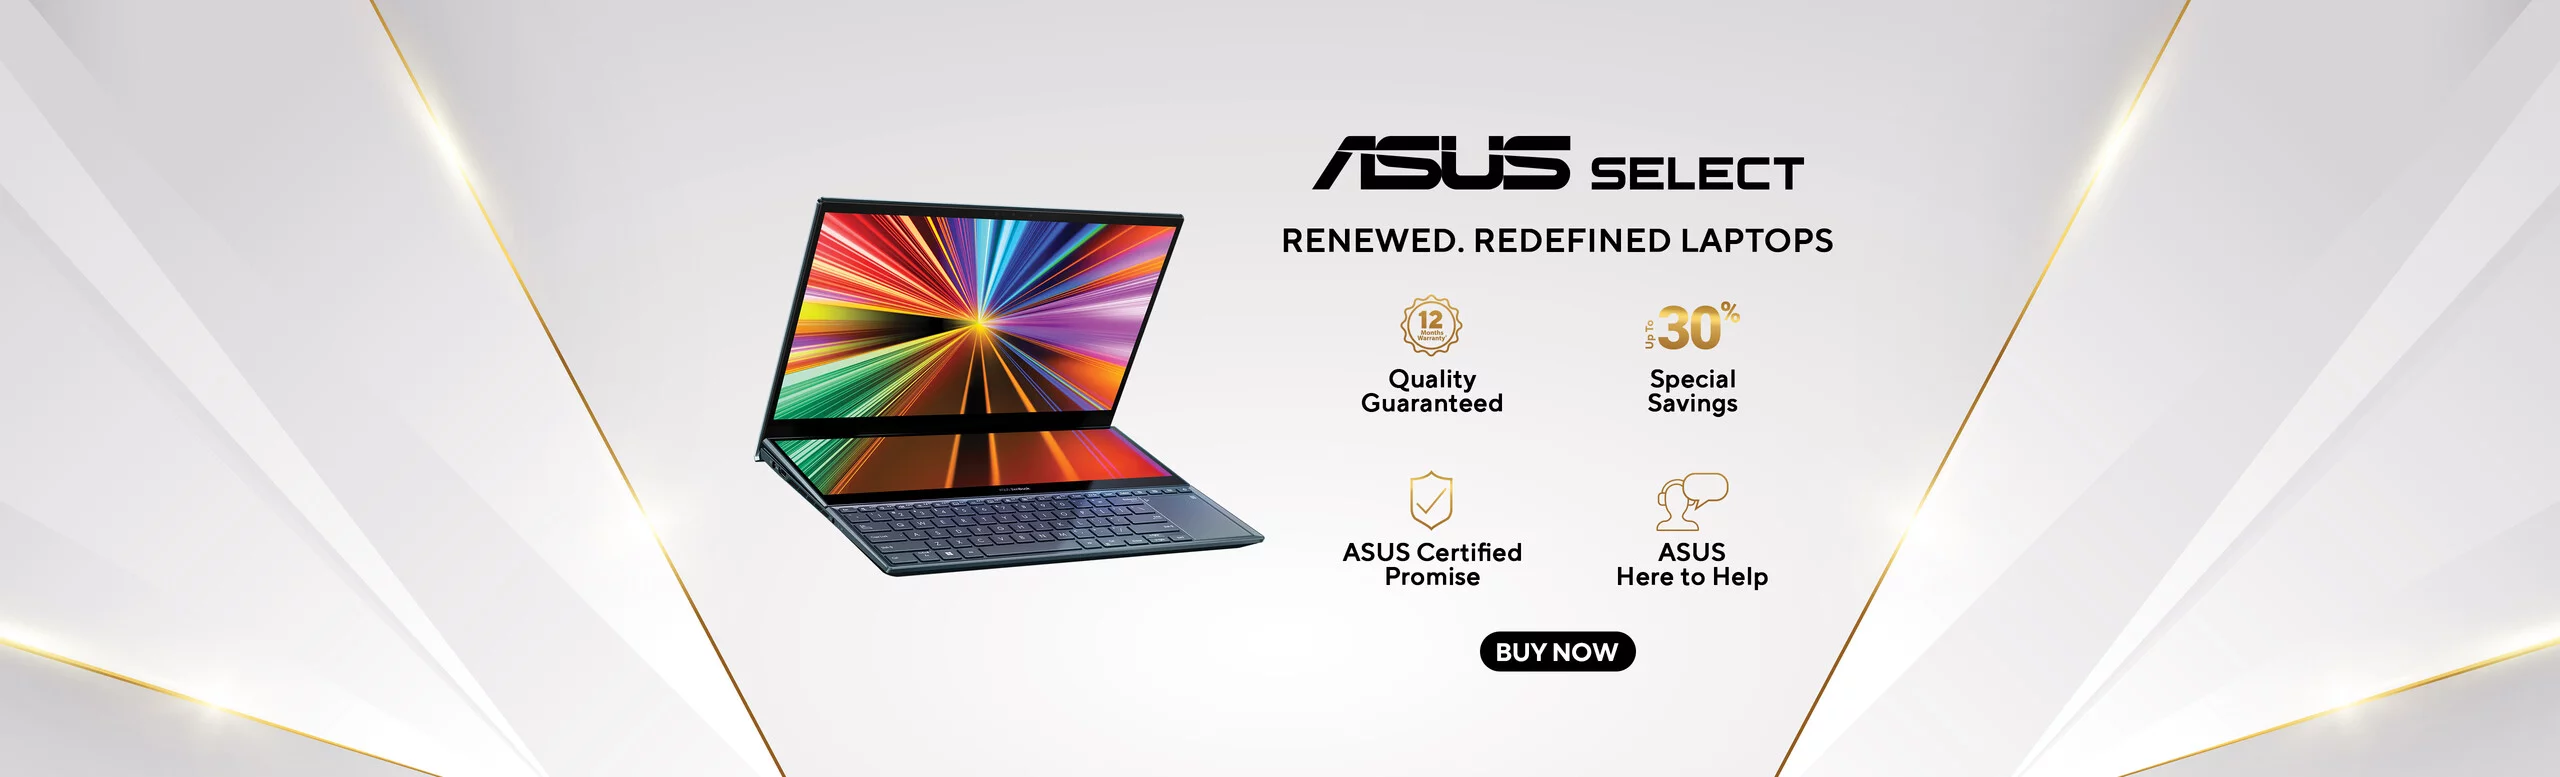 ASUS SELECT
RENEWED. REDEFINED LAPTOPS
12
Months
Warranty
Quality
Guaranteed
Up To 30%
Special
Savings
ASUS Certified
Promise
ASUS
Here to Help
BUY NOW